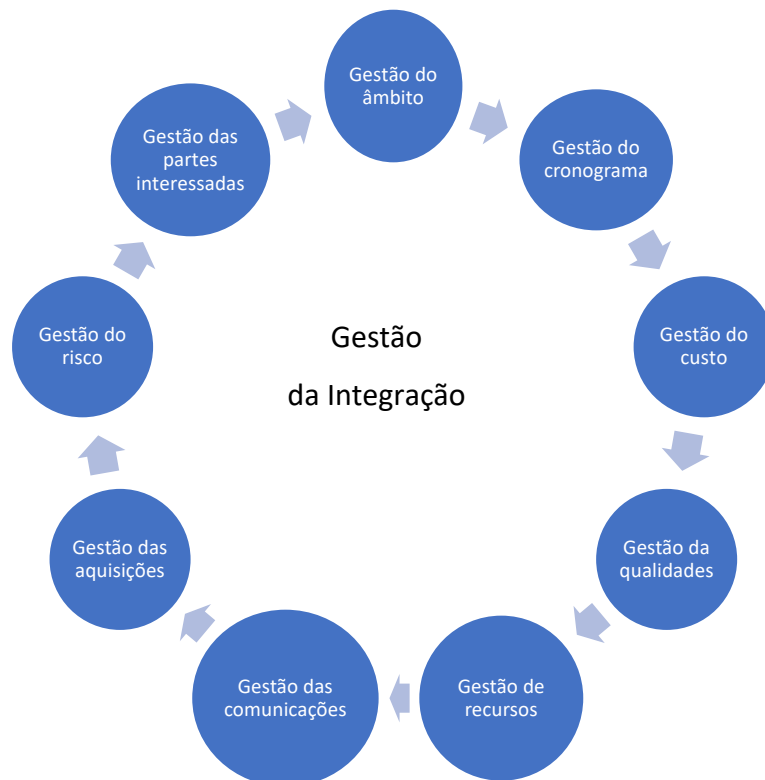 Gestão do
âmbito
Gestão do
cronograma
Gestão do
custo
Gestão da
qualidades
Gestão de
recursos
Gestão das
comunicações
Gestão das
aquisições
Gestão do
risco
Gestão das
partes
interessadas
Gestão
da Integração